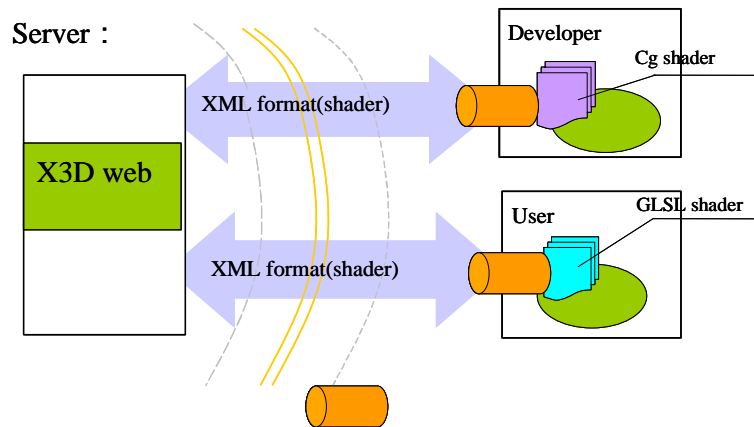 Server：
Developer
Cg shader
XML format(shader)
X3D web
User
GLSL shader
XML format(shader)